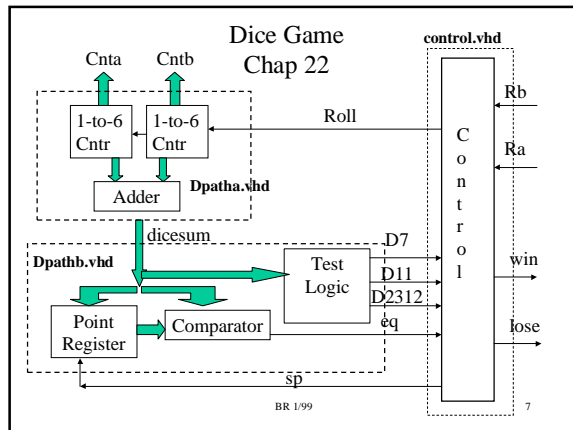 Dice Game
Chap 22
control.vhd
Cnta
Cntb
1-to-6
Cntr
1-to-6
Cntr
Adder
Dpatha.vhd
Roll
C
o
n
t
r
o
l
Rb
Ra
win
lose
dicesum
Dpathb.vhd
Test
Logic
D7
D11
D2312
eq
Point
Register
Comparator
sp
BR 1/99
7